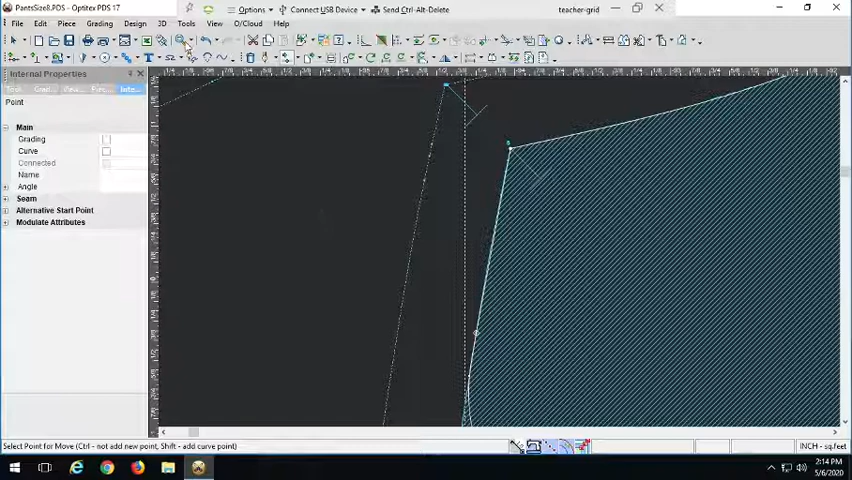 PantsSize8.PDS - Optitex PDS 17
Options
Connect USB Device
Send Ctrl-Alt-Delete
teacher-grid
File Edit Piece Grading Design 3D Tools View O/Cloud Help
Internal Properties
Point
Main
Grading
Curve
Connected
Name
Angle
Seam
Alternative Start Point
Modulate Attributes
Select Point for Move (Ctrl - not add new point, Shift - add curve point)
INCH - sq.feet
2:14 PM
5/6/2020